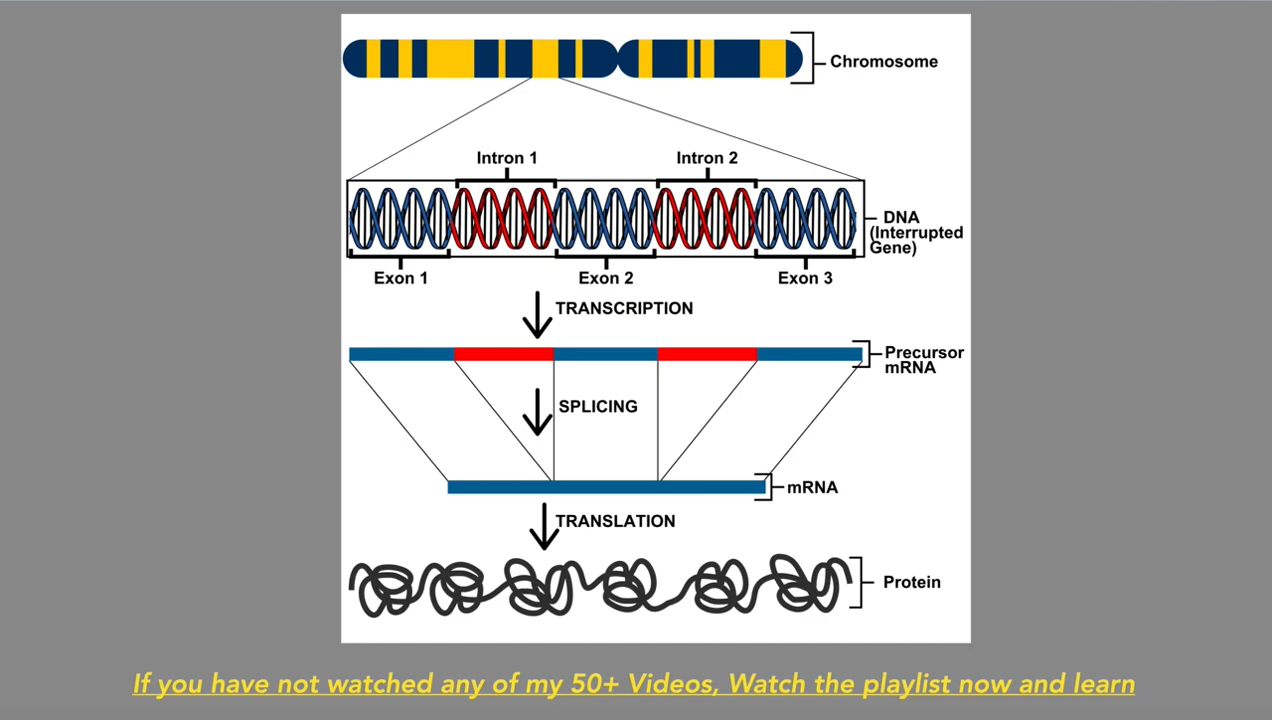 Chromosome
Intron 1
Intron 2
DNA
(Interrupted
Gene)
Exon 1
Exon 2
Exon 3
TRANSCRIPTION
Precursor
mRNA
SPLICING
mRNA
TRANSLATION
Protein
If you have not watched any of my 50+ Videos, Watch the playlist now and learn